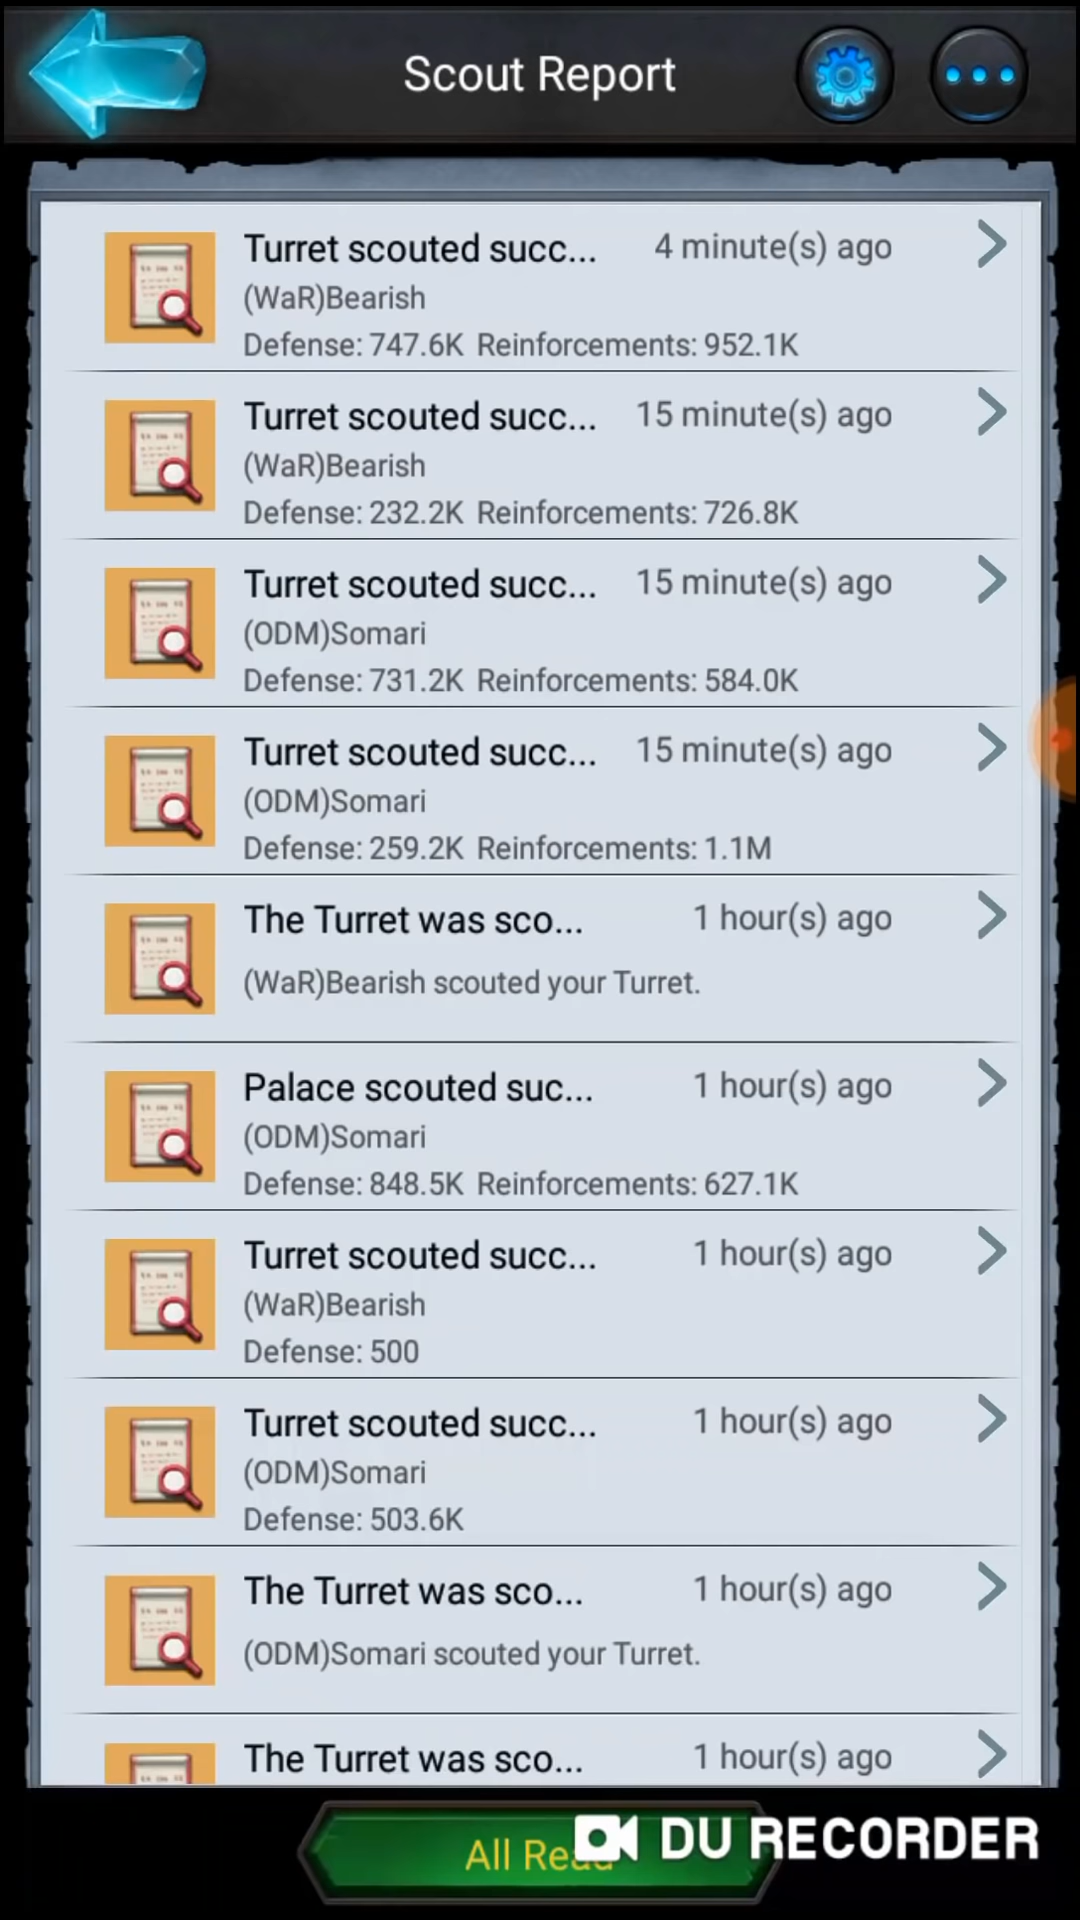 Scout Report
Turret scouted succ... 4 minute(s) ago
(WaR)Bearish
Defense: 747.6K Reinforcements: 952.1K
Turret scouted succ... 15 minute(s) ago
(WaR)Bearish
Defense: 232.2K Reinforcements: 726.8K
Turret scouted succ... 15 minute(s) ago
(ODM)Somari
Defense: 731.2K Reinforcements: 584.0K
Turret scouted succ... 15 minute(s) ago
(ODM)Somari
Defense: 259.2K Reinforcements: 1.1M
The Turret was sco... 1 hour(s) ago
(WaR)Bearish scouted your Turret.
Palace scouted suc... 1 hour(s) ago
(ODM)Somari
Defense: 848.5K Reinforcements: 627.1K
Turret scouted succ... 1 hour(s) ago
(WaR)Bearish
Defense: 500
Turret scouted succ... 1 hour(s) ago
(ODM)Somari
Defense: 503.6K
The Turret was sco... 1 hour(s) ago
(ODM)Somari scouted your Turret.
The Turret was sco... 1 hour(s) ago
All Read
DU RECORDER